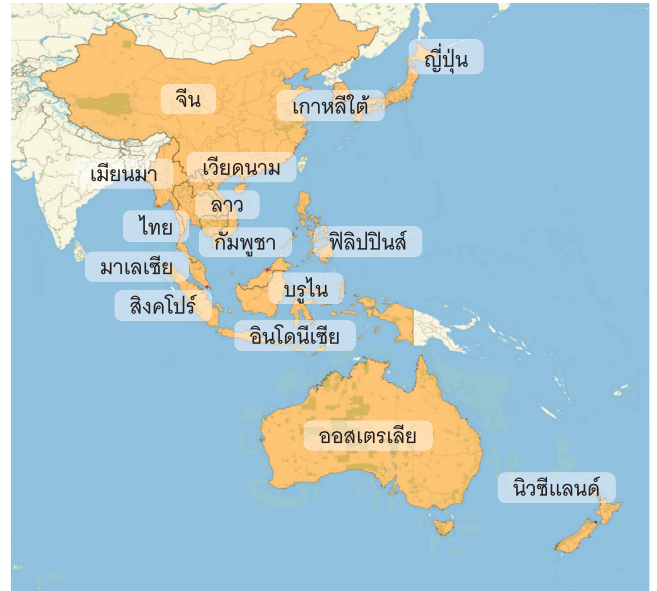 ญี่ปุ่น
จีน
เกาหลีใต้
เวียดนาม
เมียนมา
ลาว
ไทย
กัมพูชา
ฟิลิปปินส์
มาเลเซีย
บรูไน
สิงคโปร์
อินโดนีเซีย
ออสเตรเลีย
นิวซีแลนด์